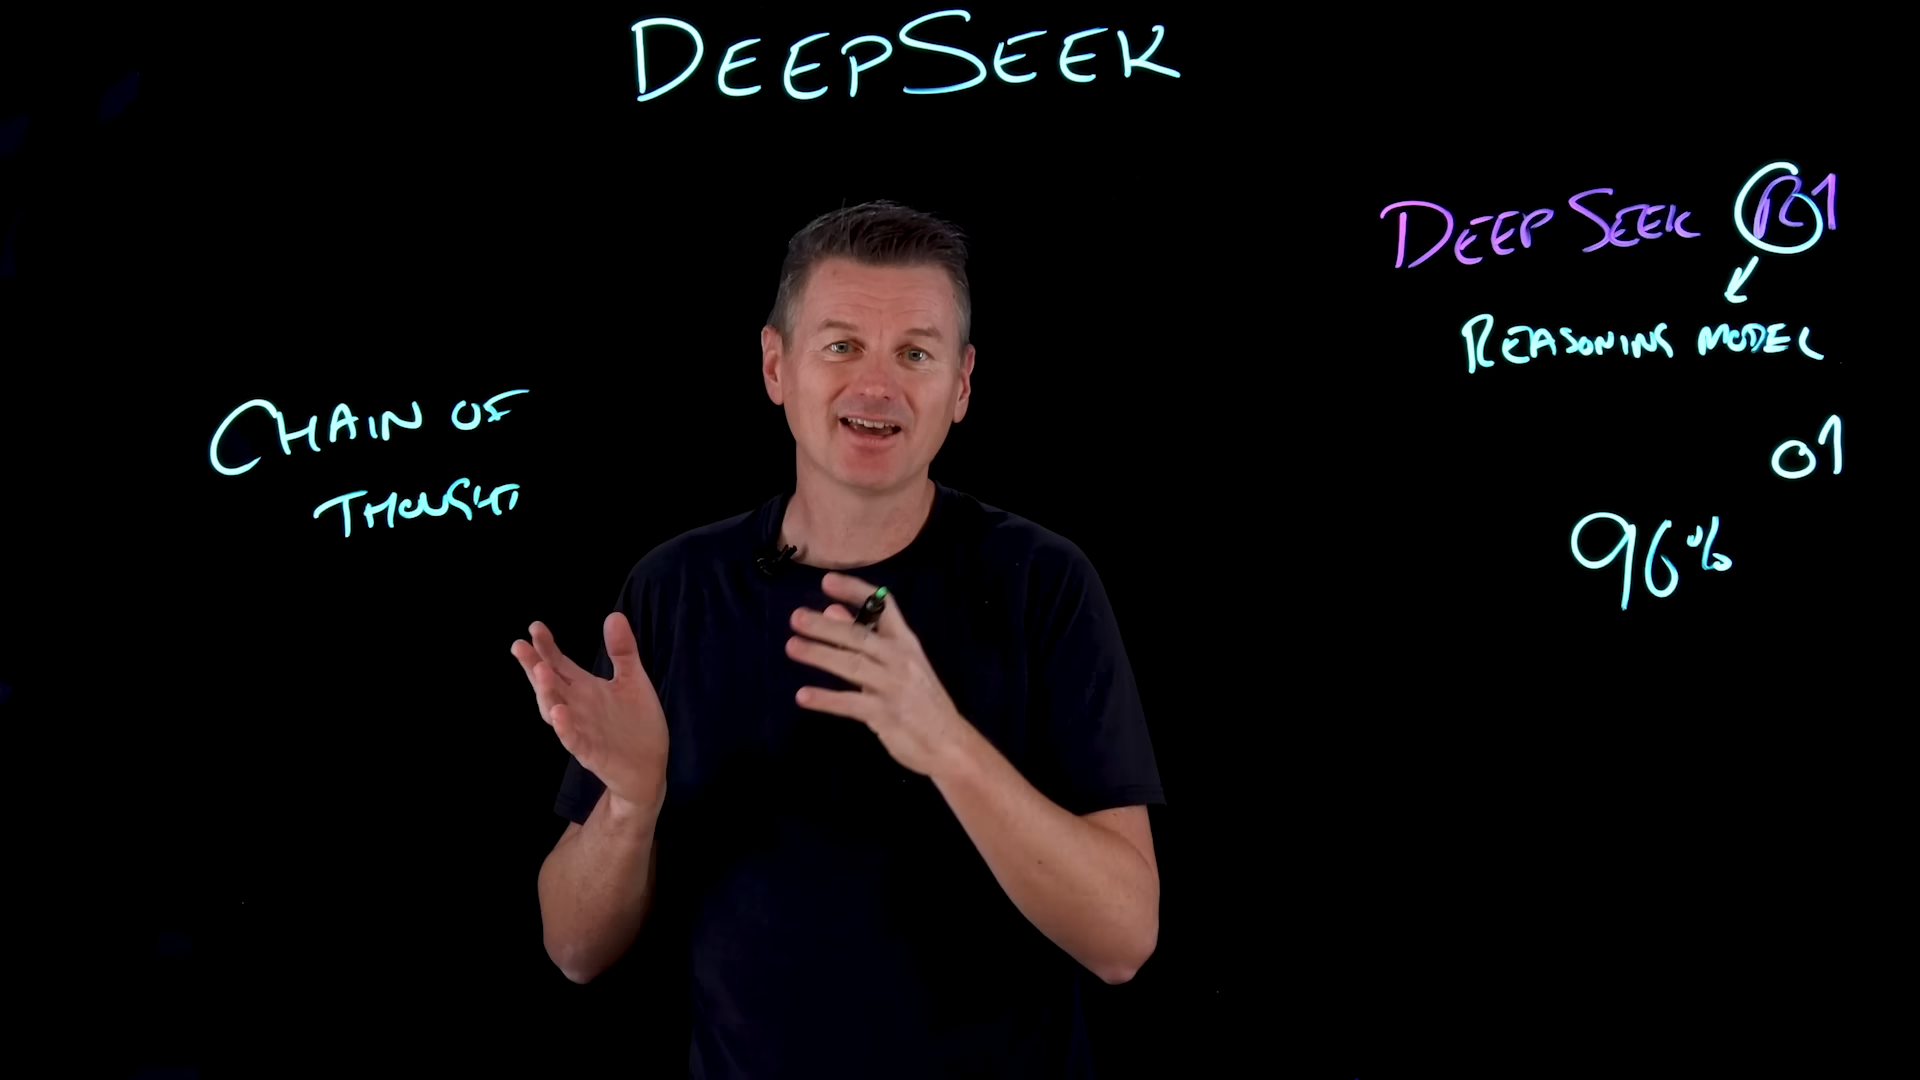 DEEPSEEK
DEEPSEEK R1
REASONING MODEL
CHAIN OF
THOUGHT
o1
96%